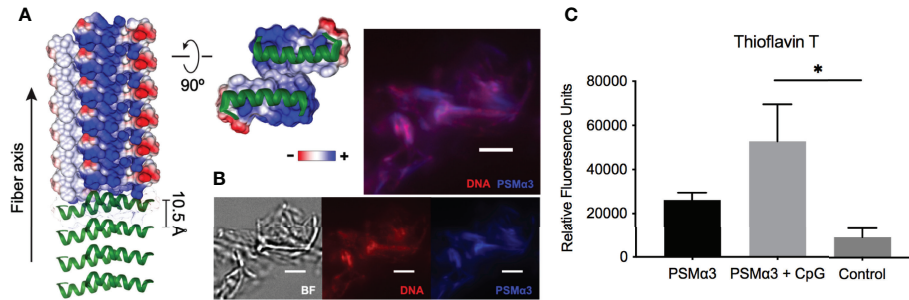 A
Fiber axis
90º
10.5 Å
- +
DNA PSMα3
B
BF
DNA
PSMα3
C
Thioflavin T
Relative Fluoresence Units
80000
60000
40000
20000
0
*
PSMα3
PSMα3 + CpG
Control